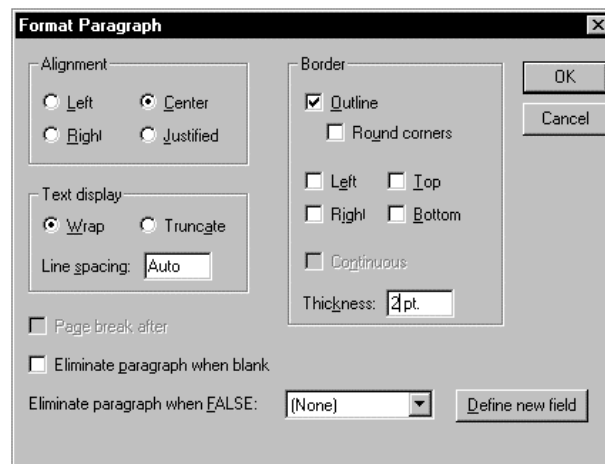 Format Paragraph
Alignment
Left Center
Right Justified
Text display
Wrap Truncate
Line spacing: Auto
Page break after
Eliminate paragraph when blank
Eliminate paragraph when FALSE: (None) Define new field
Border
Outline
Round corners
Left Top
Right Bottom
Continuous
Thickness: 2 pt.
OK
Cancel